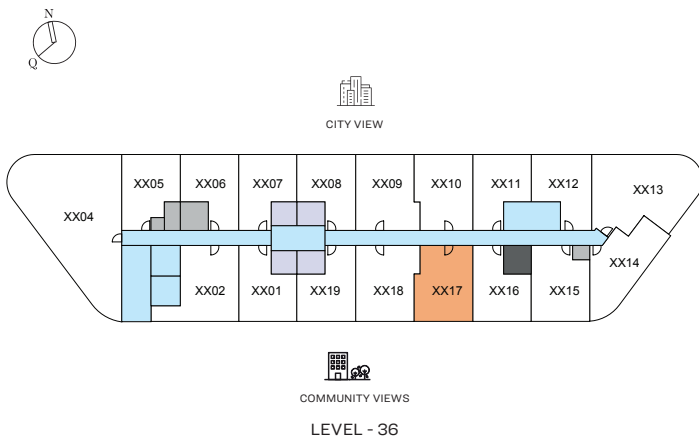 N
Q
CITY VIEW
XX05 XX06 XX07 XX08 XX09 XX10 XX11 XX12 XX13
XX04
XX14
XX02 XX01 XX19 XX18 XX17 XX16 XX15
COMMUNITY VIEWS
LEVEL - 36